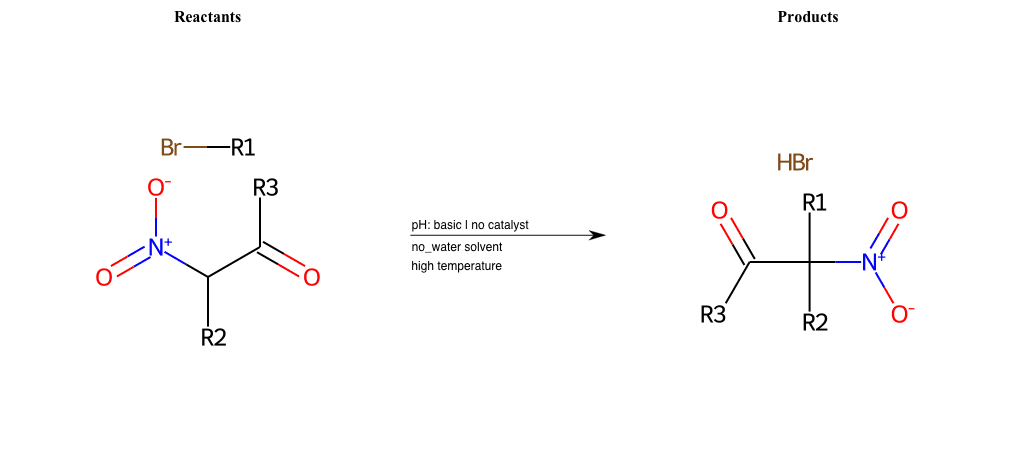 Reactants
Products
Br R1
O⁻
R3
N⁺
O
O
R2
pH: basic I no catalyst
no_water solvent
high temperature
HBr
O
R1
O
N⁺
R3
R2
O⁻